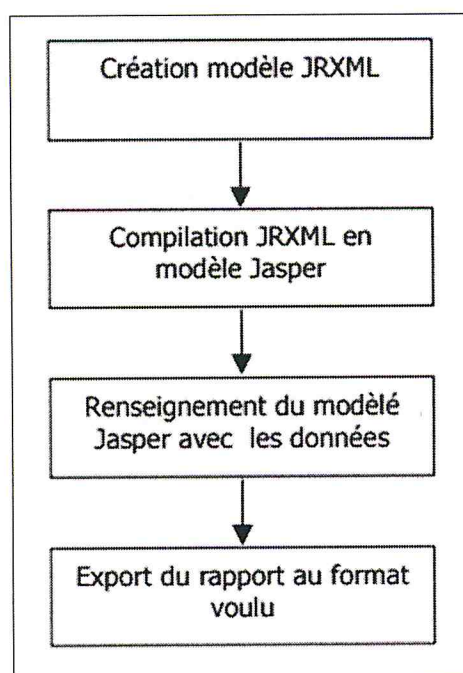 Création modèle JRXML
Compilation JRXML en
modèle Jasper
Renseignement du modèlé
Jasper avec les données
Export du rapport au format
voulu